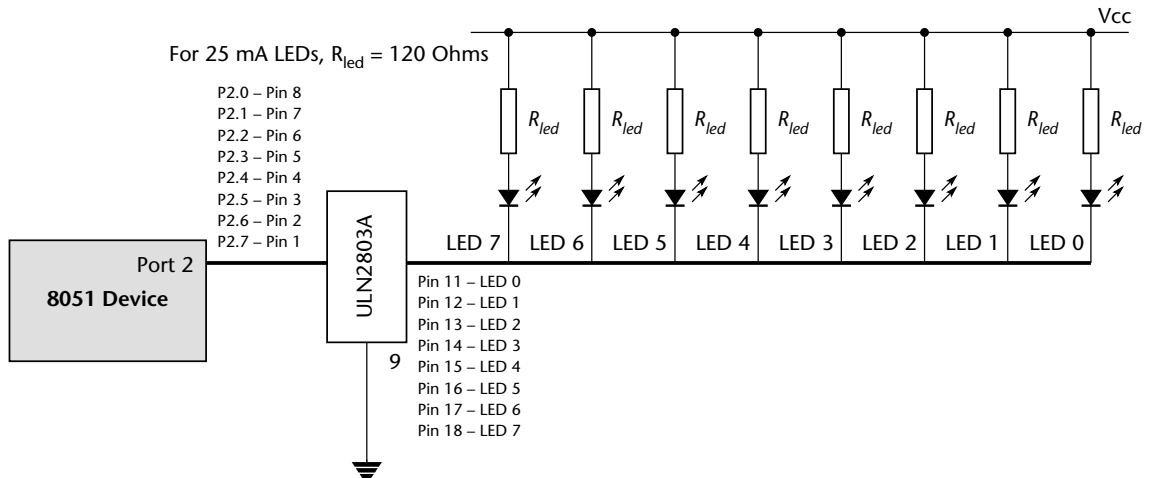 Vcc
For 25 mA LEDs, Rled = 120 Ohms
P2.0 – Pin 8
P2.1 – Pin 7
P2.2 – Pin 6
P2.3 – Pin 5
P2.4 – Pin 4
P2.5 – Pin 3
P2.6 – Pin 2
P2.7 – Pin 1
Rled Rled Rled Rled Rled Rled Rled Rled
LED 7 LED 6 LED 5 LED 4 LED 3 LED 2 LED 1 LED 0
Port 2
8051 Device
ULN2803A
9
Pin 11 – LED 0
Pin 12 – LED 1
Pin 13 – LED 2
Pin 14 – LED 3
Pin 15 – LED 4
Pin 16 – LED 5
Pin 17 – LED 6
Pin 18 – LED 7